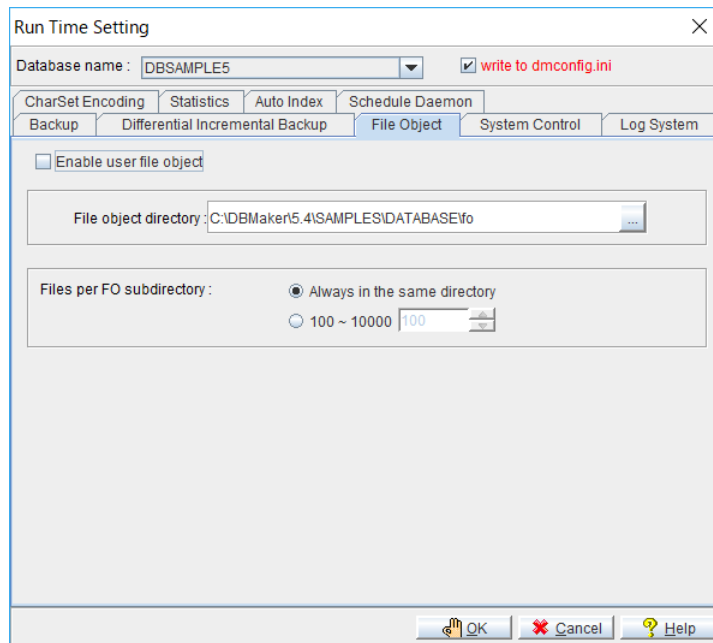 Run Time Setting
Database name : DBSAMPLE5 write to dmconfig.ini
CharSet Encoding Statistics Auto Index Schedule Daemon
Backup Differential Incremental Backup File Object System Control Log System
Enable user file object
File object directory : C:\DBMaker\5.4\SAMPLES\DATABASE\fo ...
Files per FO subdirectory : Always in the same directory
100 ~ 10000 100
OK Cancel Help